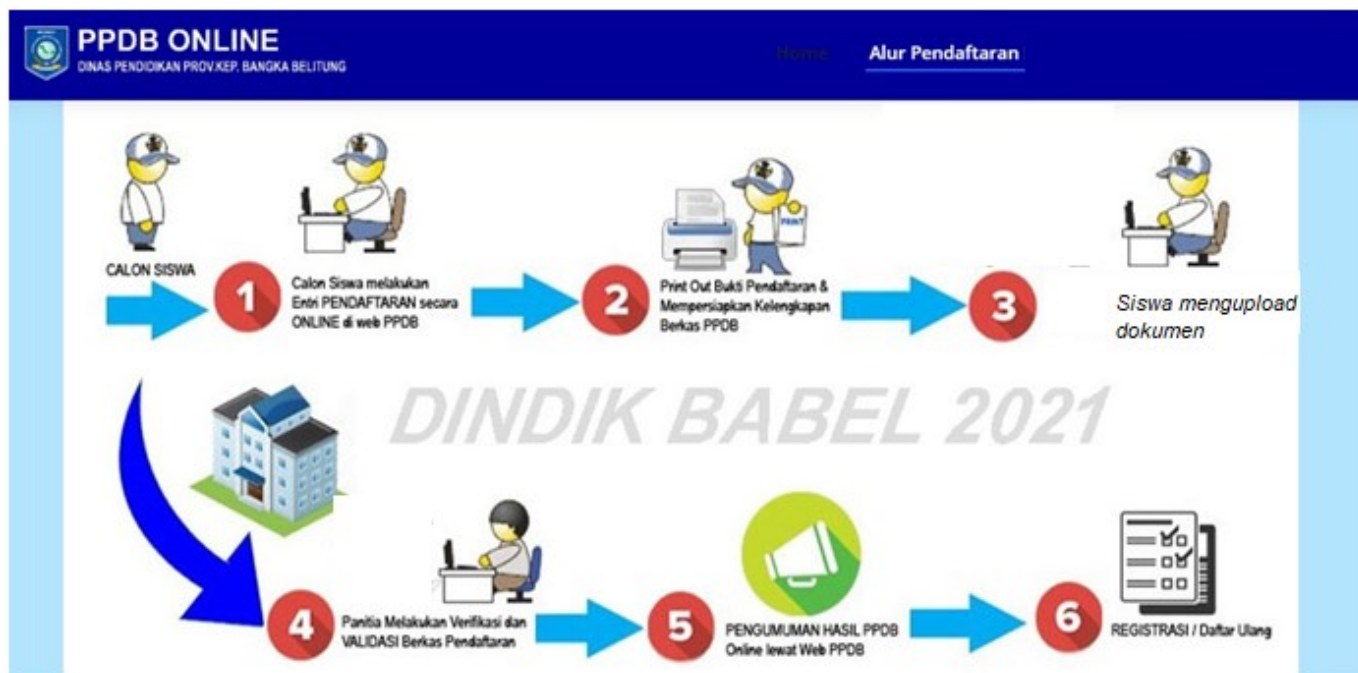 PPDB ONLINE
DINAS PENDIDIKAN PROV.KEP. BANGKA BELITUNG
Home
Alur Pendaftaran
CALON SISWA
1
Calon Siswa melakukan
Entri PENDAFTARAN secara
ONLINE di web PPDB
PRINT
2
Print Out Bukti Pendaftaran &
Mempersiapkan Kelengkapan
Berkas PPDB
3
Siswa mengupload
dokumen
DINDIK BABEL 2021
4
Panitia Melakukan Verifikasi dan
VALIDASI Berkas Pendaftaran
5
PENGUMUMAN HASIL PPDB
Online lewat Web PPDB
6
REGISTRASI / Daftar Ulang